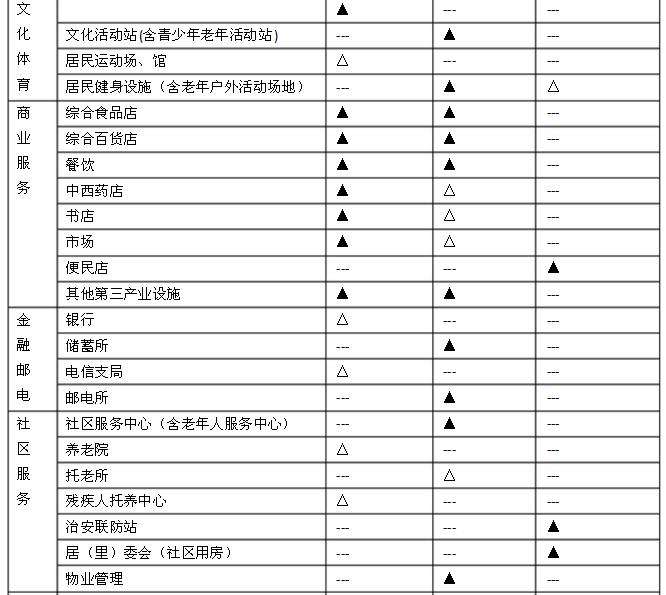 文化体育 ▲ --- ---
文化活动站(含青少年老年活动站) --- ▲ ---
居民运动场、馆 △ --- ---
居民健身设施（含老年户外活动场地） --- ▲ △
商业服务 综合食品店 ▲ ▲ ---
综合百货店 ▲ ▲ ---
餐饮 ▲ ▲ ---
中西药店 ▲ △ ---
书店 ▲ △ ---
市场 ▲ △ ---
便民店 --- --- ▲
其他第三产业设施 ▲ ▲ ---
金融邮电 银行 △ --- ---
储蓄所 --- ▲ ---
电信支局 △ --- ---
邮电所 --- ▲ ---
社区服务 社区服务中心（含老年人服务中心） --- ▲ ---
养老院 △ --- ---
托老所 --- △ ---
残疾人托养中心 △ --- ---
治安联防站 --- --- ▲
居（里）委会（社区用房） --- --- ▲
物业管理 --- ▲ ---